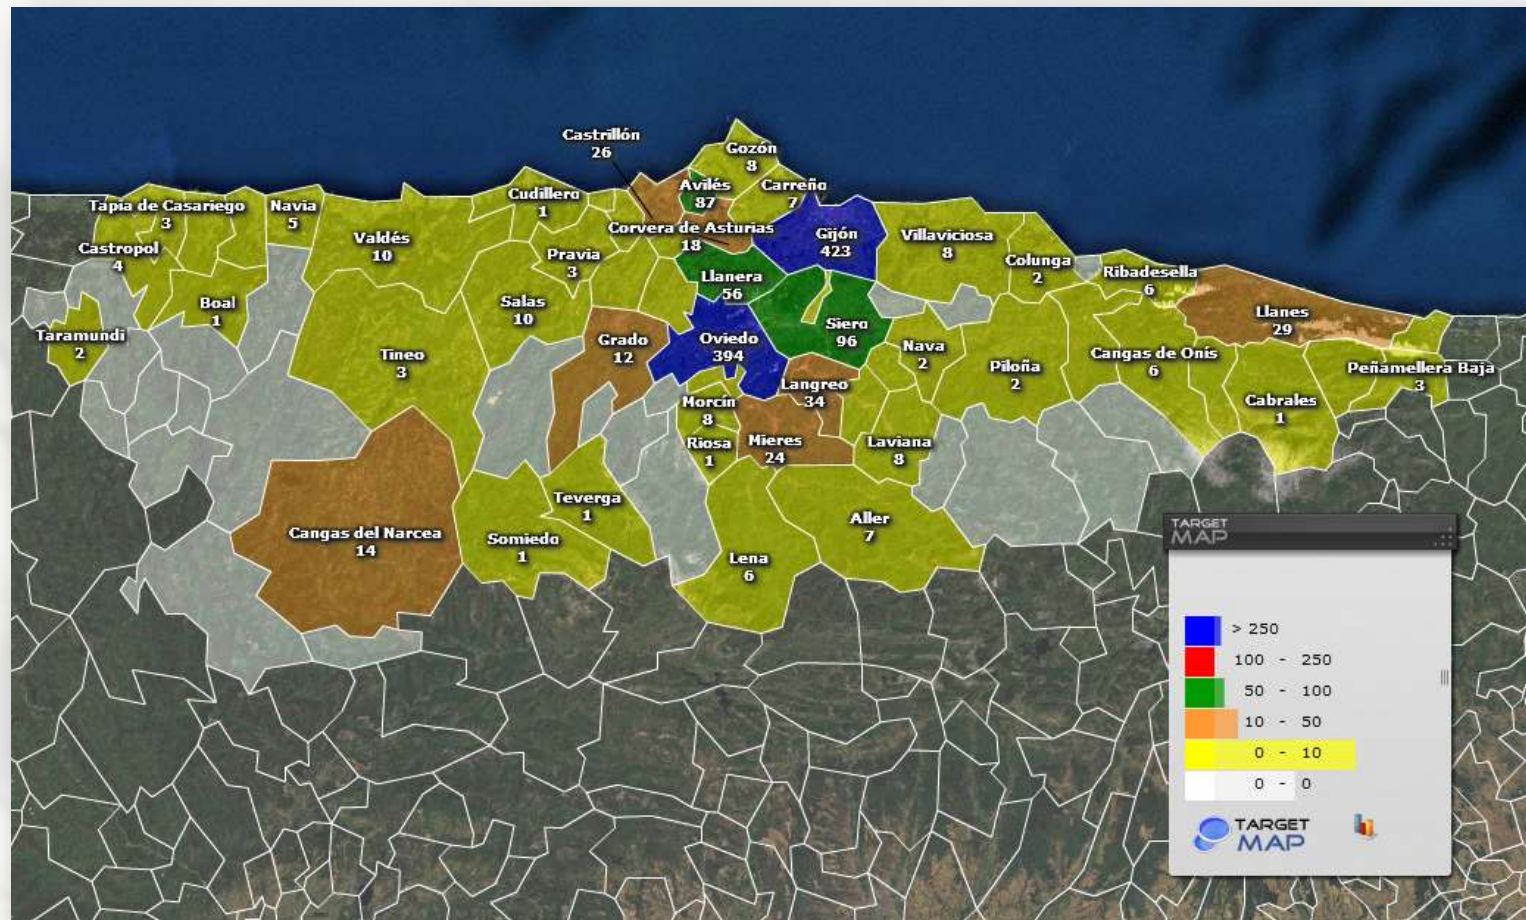 Castrillón
26
Gozón
8
Avilés
87
Carreño
7
Cudillero
1
Tapia de Casariego
3
Navia
5
Corvera de Asturias
18
Gijón
423
Villaviciosa
8
Valdés
10
Castropol
4
Pravia
3
Colunga
2
Ribadesella
6
Llanera
56
Boal
1
Salas
10
Siero
96
Llanes
29
Taramundi
2
Tineo
3
Grado
12
Oviedo
394
Nava
2
Cangas de Onís
6
Piloña
2
Peñamellera Baja
3
Langreo
34
Morcín
8
Cabrales
1
Riosa
1
Mieres
24
Laviana
8
Teverga
1
Aller
7
Cangas del Narcea
14
Somiedo
1
Lena
6
TARGET
MAP
> 250
100 - 250
50 - 100
10 - 50
0 - 10
0 - 0
TARGET
MAP